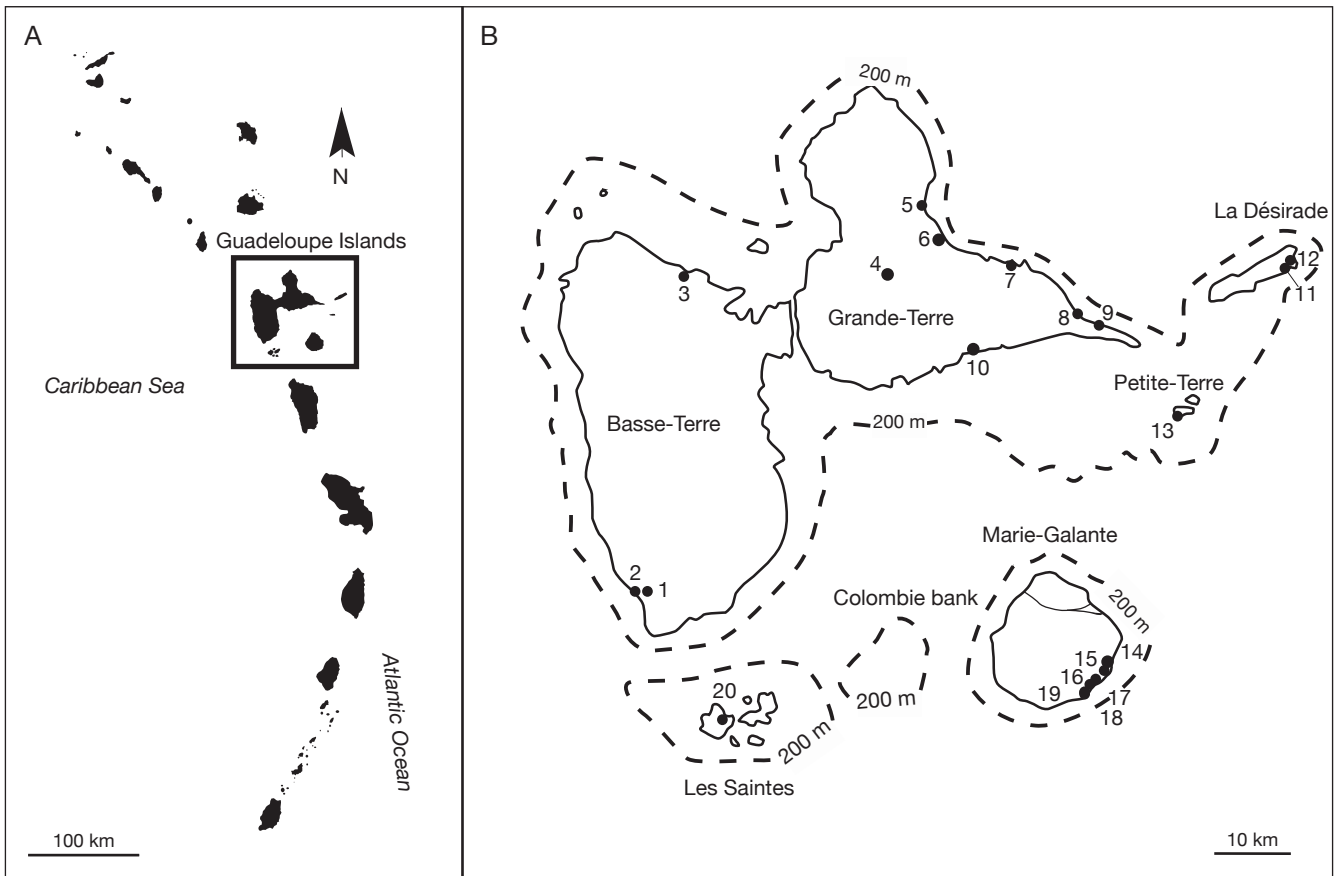 A
N
Guadeloupe Islands
Caribbean Sea
Atlantic Ocean
100 km
B
200 m
La Désirade
5
6
12
4
7
3
11
Grande-Terre
8
9
10
Petite-Terre
Basse-Terre
200 m
13
Marie-Galante
2
1
Colombie bank
200 m
15
14
16
20
19
17
200 m
18
200 m
Les Saintes
10 km